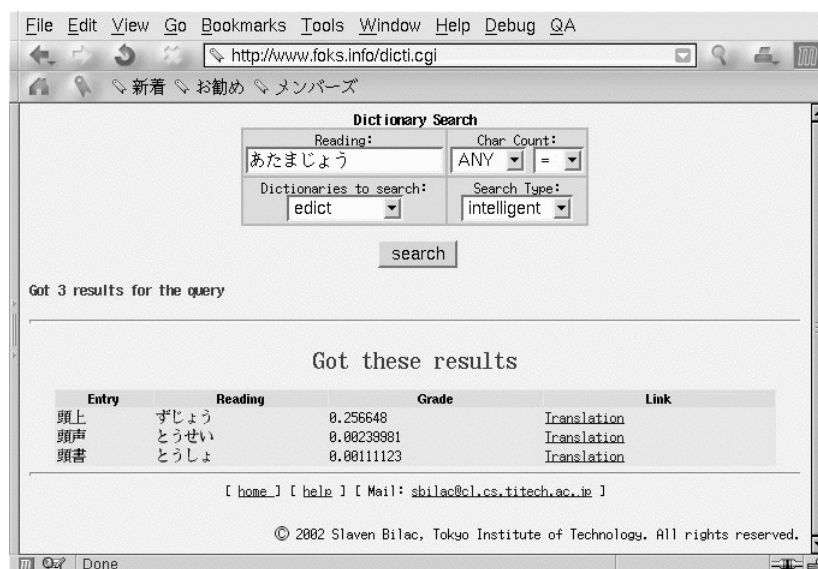 File Edit View Go Bookmarks Tools Window Help Debug QA
http://www.foks.info/dicti.cgi
新着 お勧め メンバーズ
Dictionary Search
Reading: Char Count:
あたまじょう ANY =
Dictionaries to search: Search Type:
edict intelligent
search
Got 3 results for the query
Got these results
Entry Reading Grade Link
頭上 ずじょう 0.256648 Translation
頭声 とうせい 0.00239981 Translation
頭書 とうしょ 0.00111123 Translation
[ home ] [ help ] [ Mail: sbilac@cl.cs.titech.ac.jp ]
© 2002 Slaven Bilac, Tokyo Institute of Technology. All rights reserved.
Done